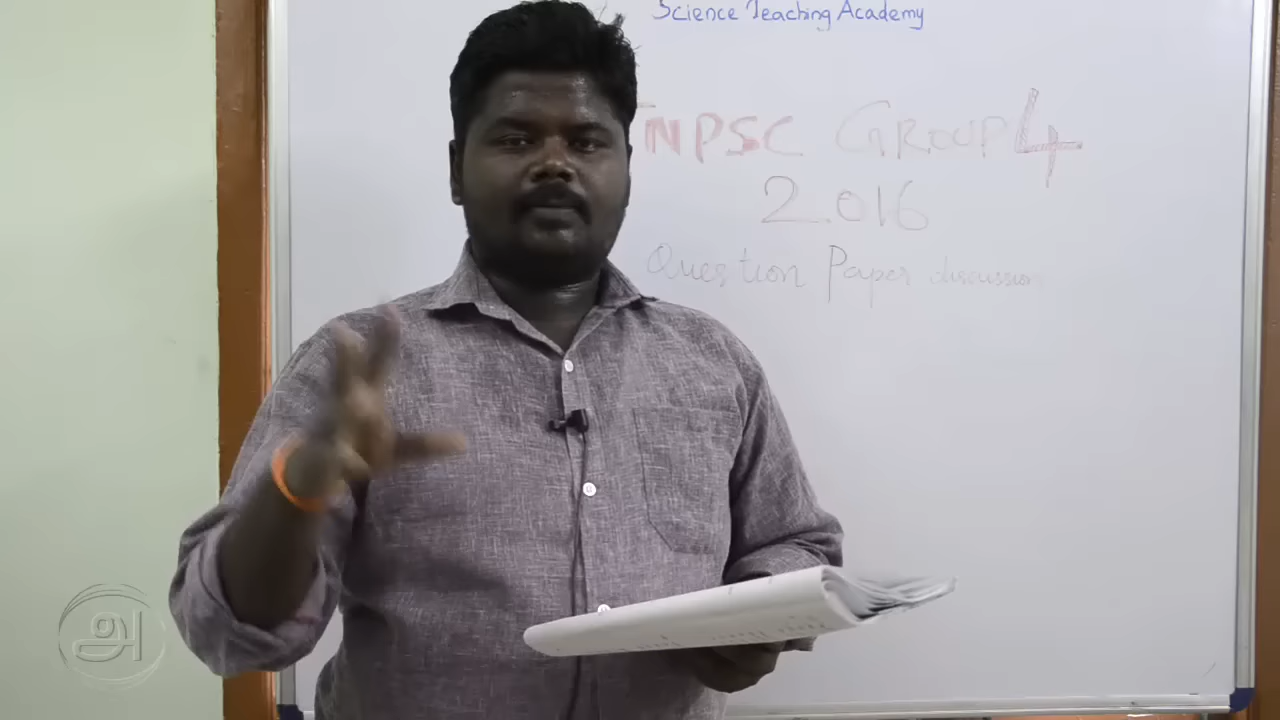 Science Teaching Academy
TNPSC GROUP 4
2016
Question Paper discussion
அ